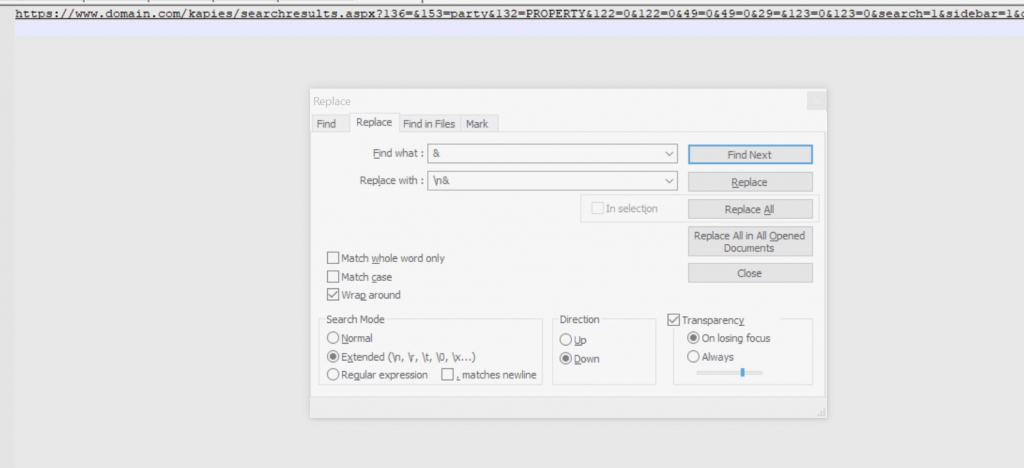 https://www.domain.com/kapies/searchresults.aspx?136=&153=party&132=PROPERTY&122=0&122=0&49=0&49=0&29=&123=0&123=0&search=1&sidebar=1&
Replace
Find Replace Find in Files Mark
Find what : & Find Next
Replace with : \n& Replace
In selection Replace All
Replace All in All Opened
Documents
Match whole word only Close
Match case
Wrap around
Search Mode Direction Transparency
Normal Up On losing focus
Extended (\n, \r, \t, \0, \x...) Down Always
Regular expression . matches newline